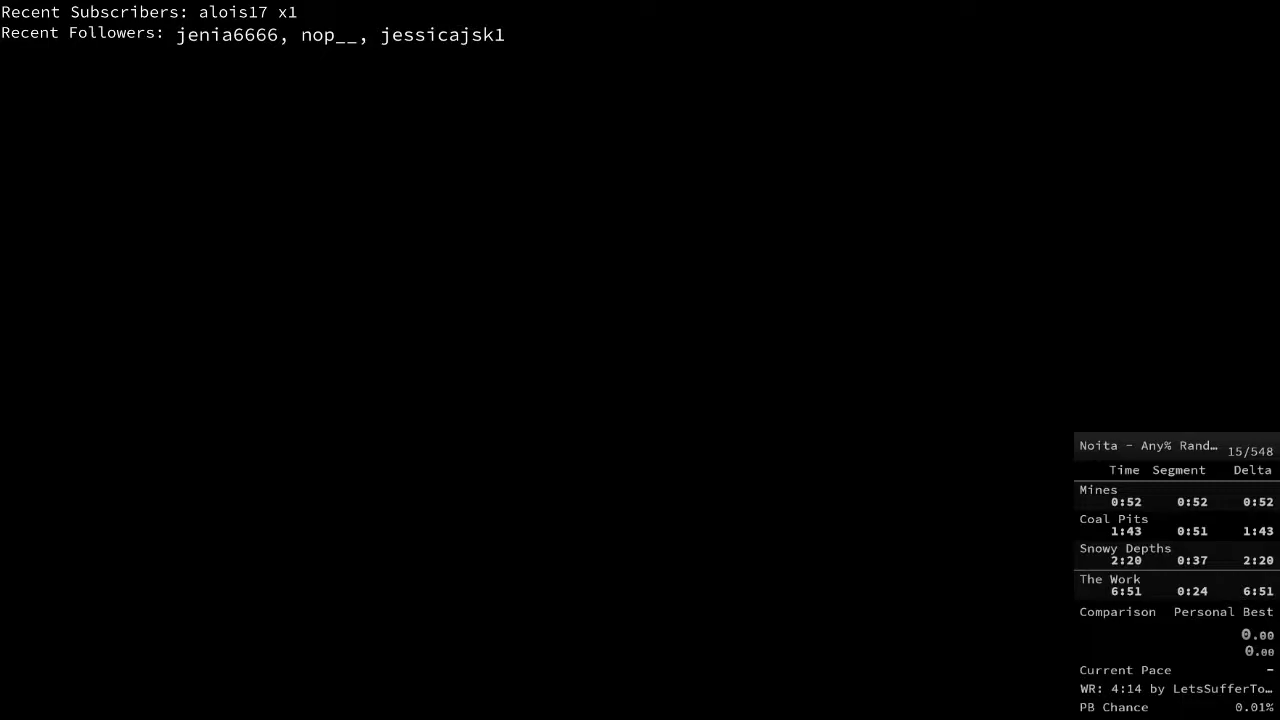 Recent Subscribers: alois17 x1
Recent Followers: jenia6666, nop__, jessicajsk1
Noita - Any% Rand… 15/548
Time Segment Delta
Mines
0:52 0:52 0:52
Coal Pits
1:43 0:51 1:43
Snowy Depths
2:20 0:37 2:20
The Work
6:51 0:24 6:51
Comparison Personal Best
0.00
0.00
Current Pace -
WR: 4:14 by LetsSufferTo…
PB Chance 0.01%